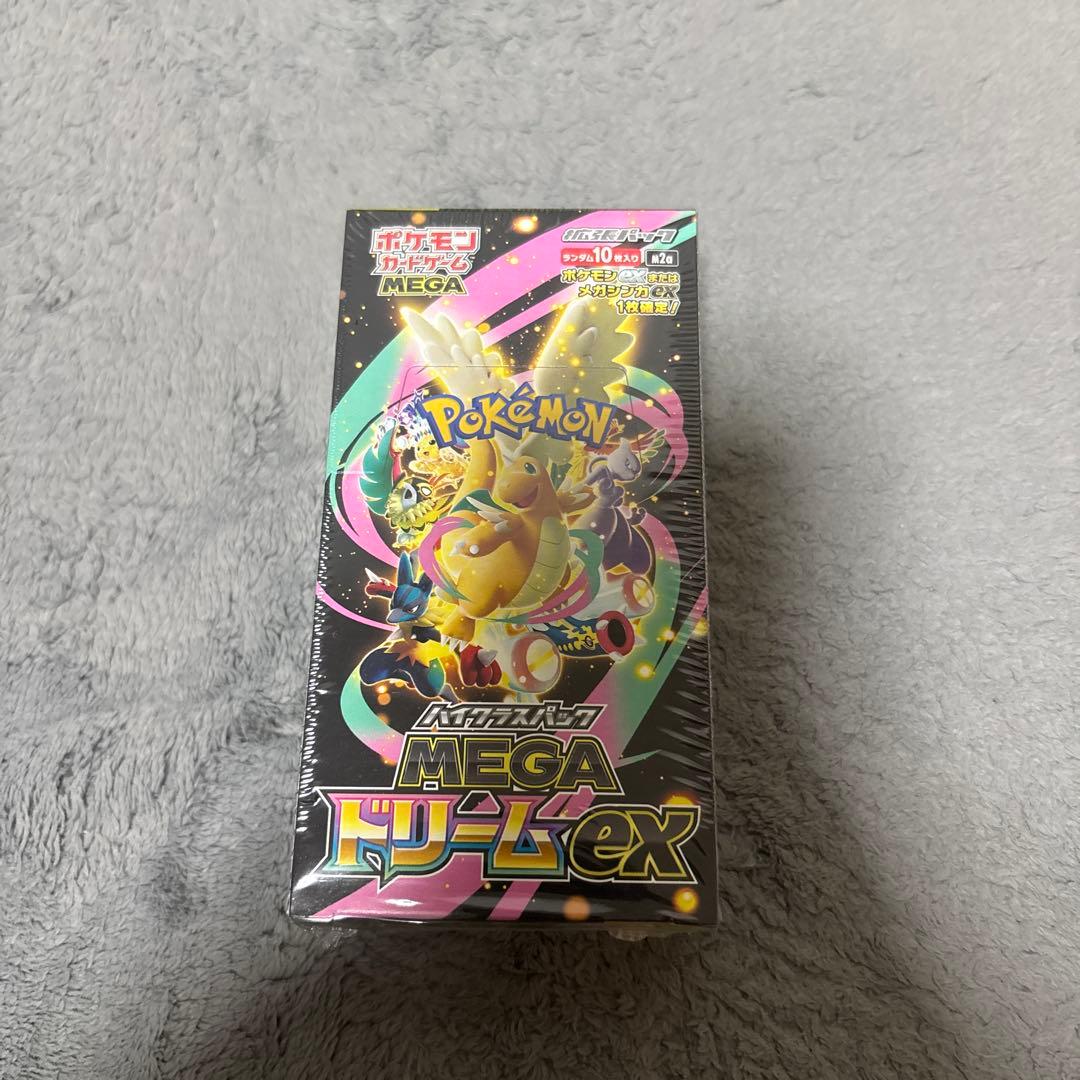 ポケモン
カードゲーム
MEGA
拡張パック
ランダム10枚入り M2a
ポケモンexまたは
メガシンカex
1枚確定!
POKéMON
ハイクラスパック
MEGA
ドリームex